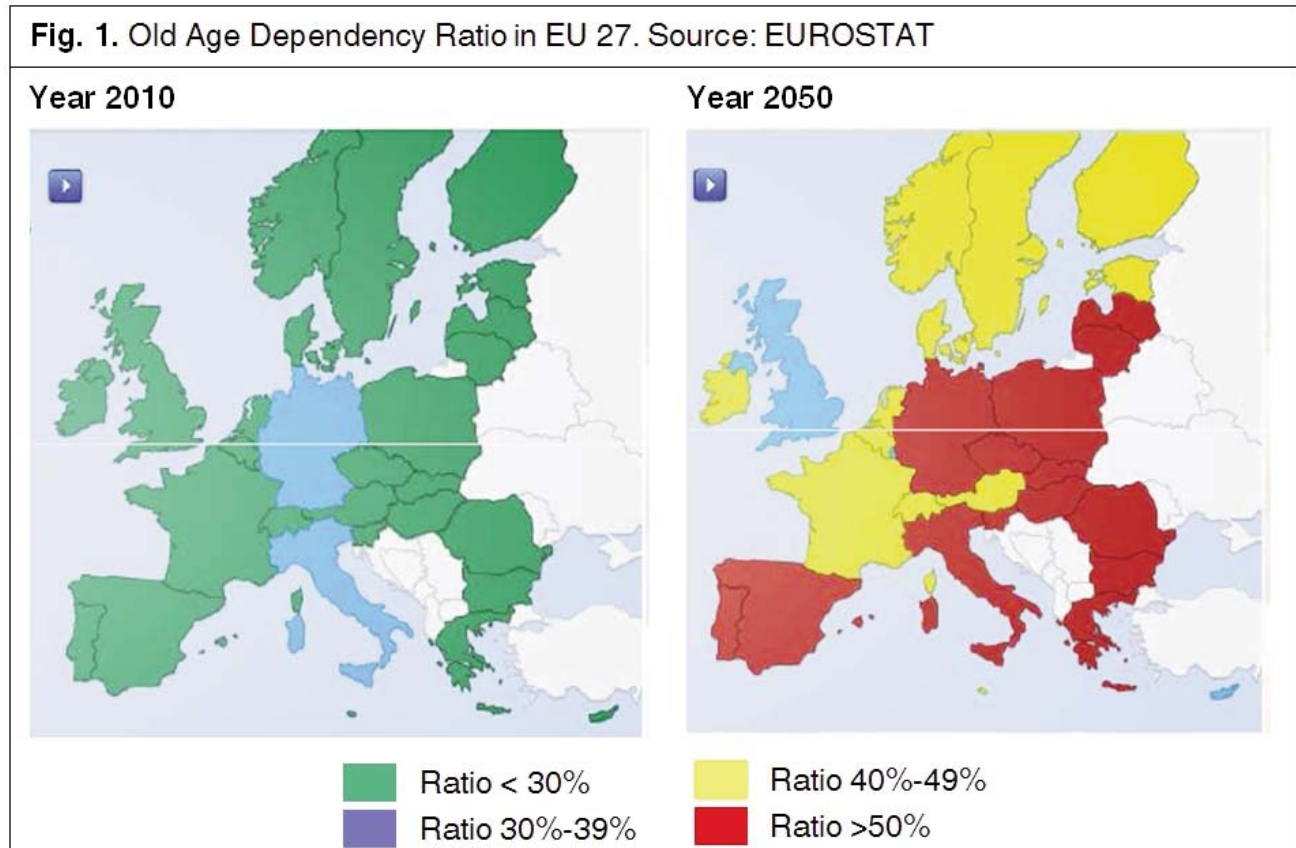 Fig. 1. Old Age Dependency Ratio in EU 27. Source: EUROSTAT
Year 2010
Year 2050
Ratio < 30%
Ratio 30%-39%
Ratio 40%-49%
Ratio >50%